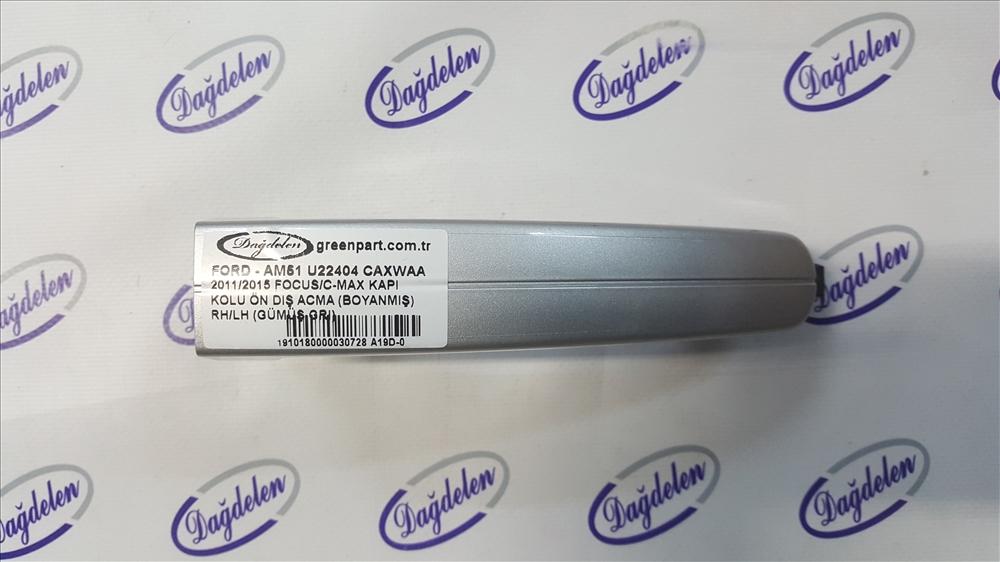 ağdelen
Dağdelen
Dağdelen
Dağdelen
Dağdelen
Dağdelen greenpart.com.tr
FORD - AM51 U22404 CAXWAA
2011/2015 FOCUS/C-MAX KAPI
KOLU ÖN DIŞ ACMA (BOYANMIŞ)
RH/LH (GÜMÜŞ GRİ)
1910180000030728 A19D-0
Dağdelen
Dağdelen
Dağdelen
Dağdelen
Dağdelen